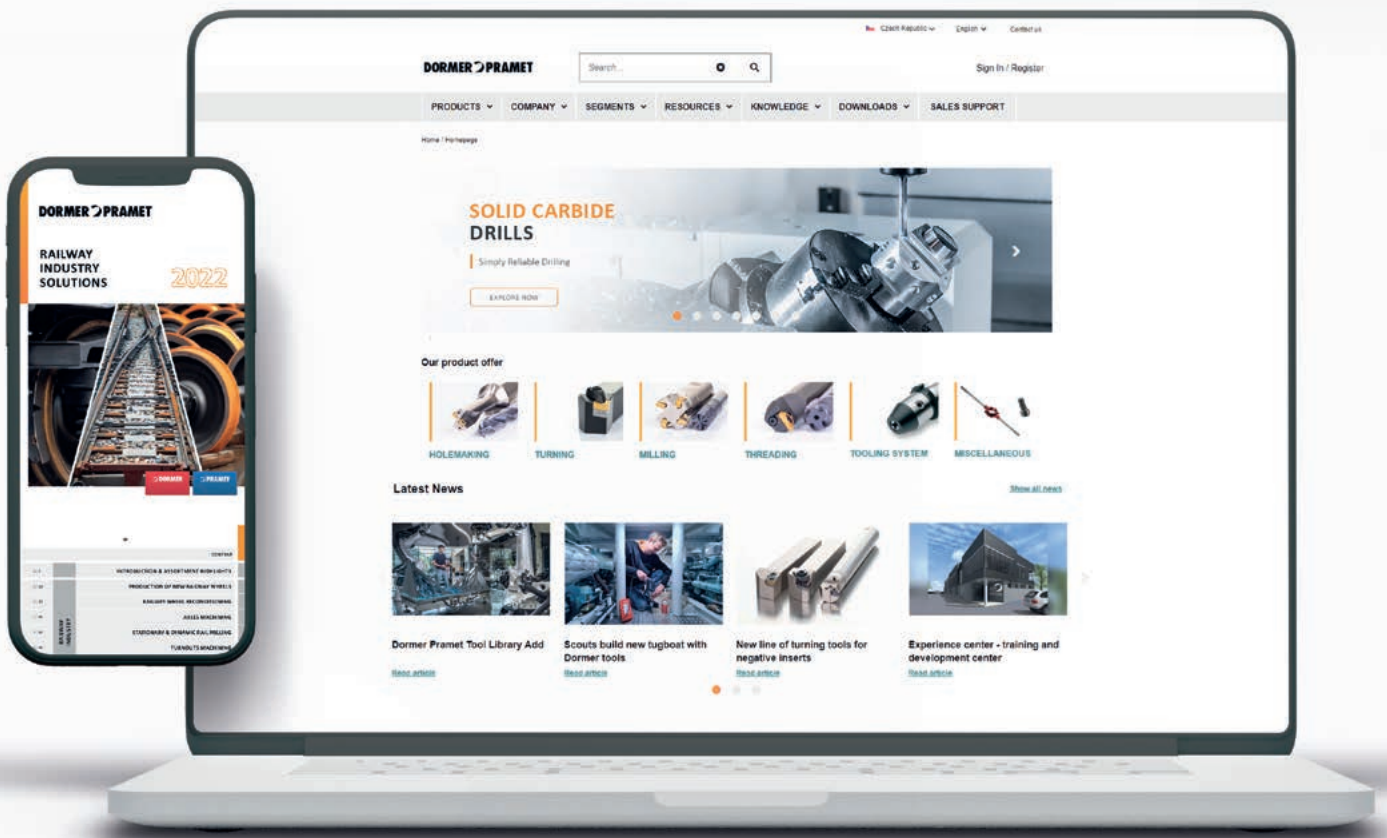 Czech Republic English Contact us
DORMER PRAMET Search... Sign In / Register
PRODUCTS COMPANY SEGMENTS RESOURCES KNOWLEDGE DOWNLOADS SALES SUPPORT
Home / Homepage
SOLID CARBIDE
DRILLS
Simply Reliable Drilling
EXPLORE NOW
Our product offer
HOLEMAKING TURNING MILLING THREADING TOOLING SYSTEM MISCELLANEOUS
Latest News Show all news
Dormer Pramet Tool Library Add
Read article
Scouts build new tugboat with
Dormer tools
Read article
New line of turning tools for
negative inserts
Read article
Experience center - training and
development center
Read article
DORMER PRAMET
RAILWAY
INDUSTRY
SOLUTIONS
2022
DORMER PRAMET
INTRODUCTION & ASSORTMENT HIGHLIGHTS
PRODUCTION OF NEW RAILWAY WHEELS
RAILWAY WHEEL RECONDITIONING
AXLES MACHINING
STATIONARY & DYNAMIC RAIL MILLING
TURNOUTS MACHINING
RAILWAY
INDUSTRY